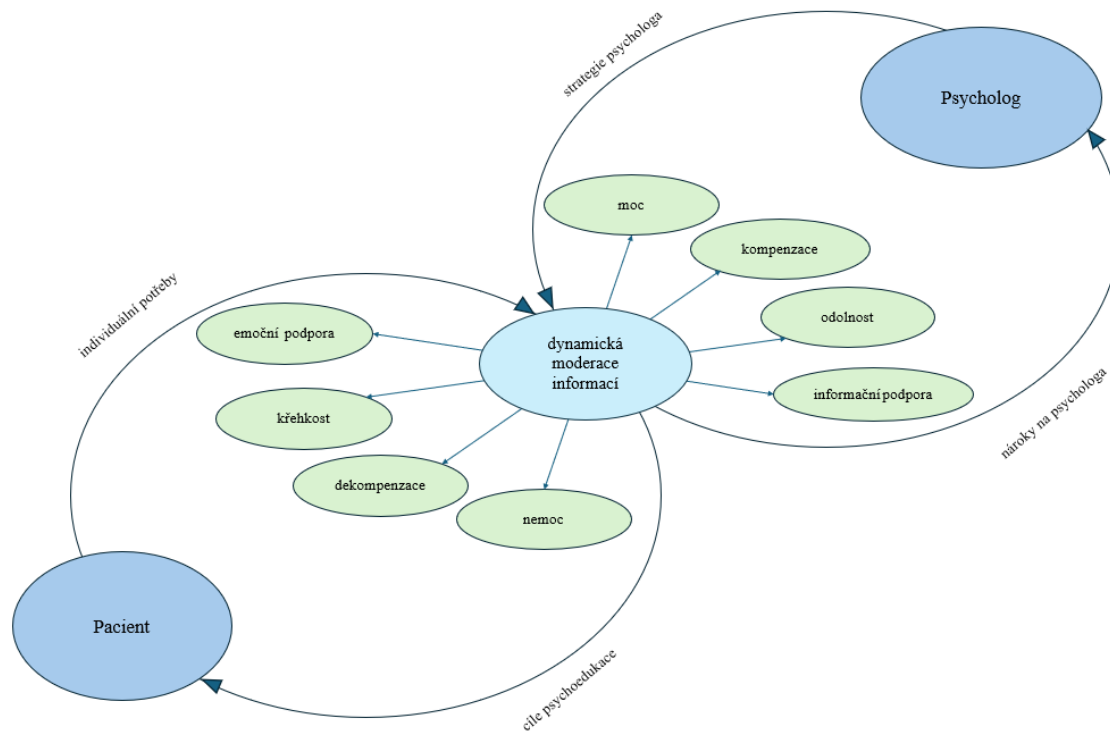 strategie psychologa
Psycholog
moc
kompenzace
individuální potřeby
emoční podpora
odolnost
dynamická
moderace
informací
křehkost
informační podpora
nároky na psychologa
dekompenzace
nemoc
Pacient
cíle psychoedukace